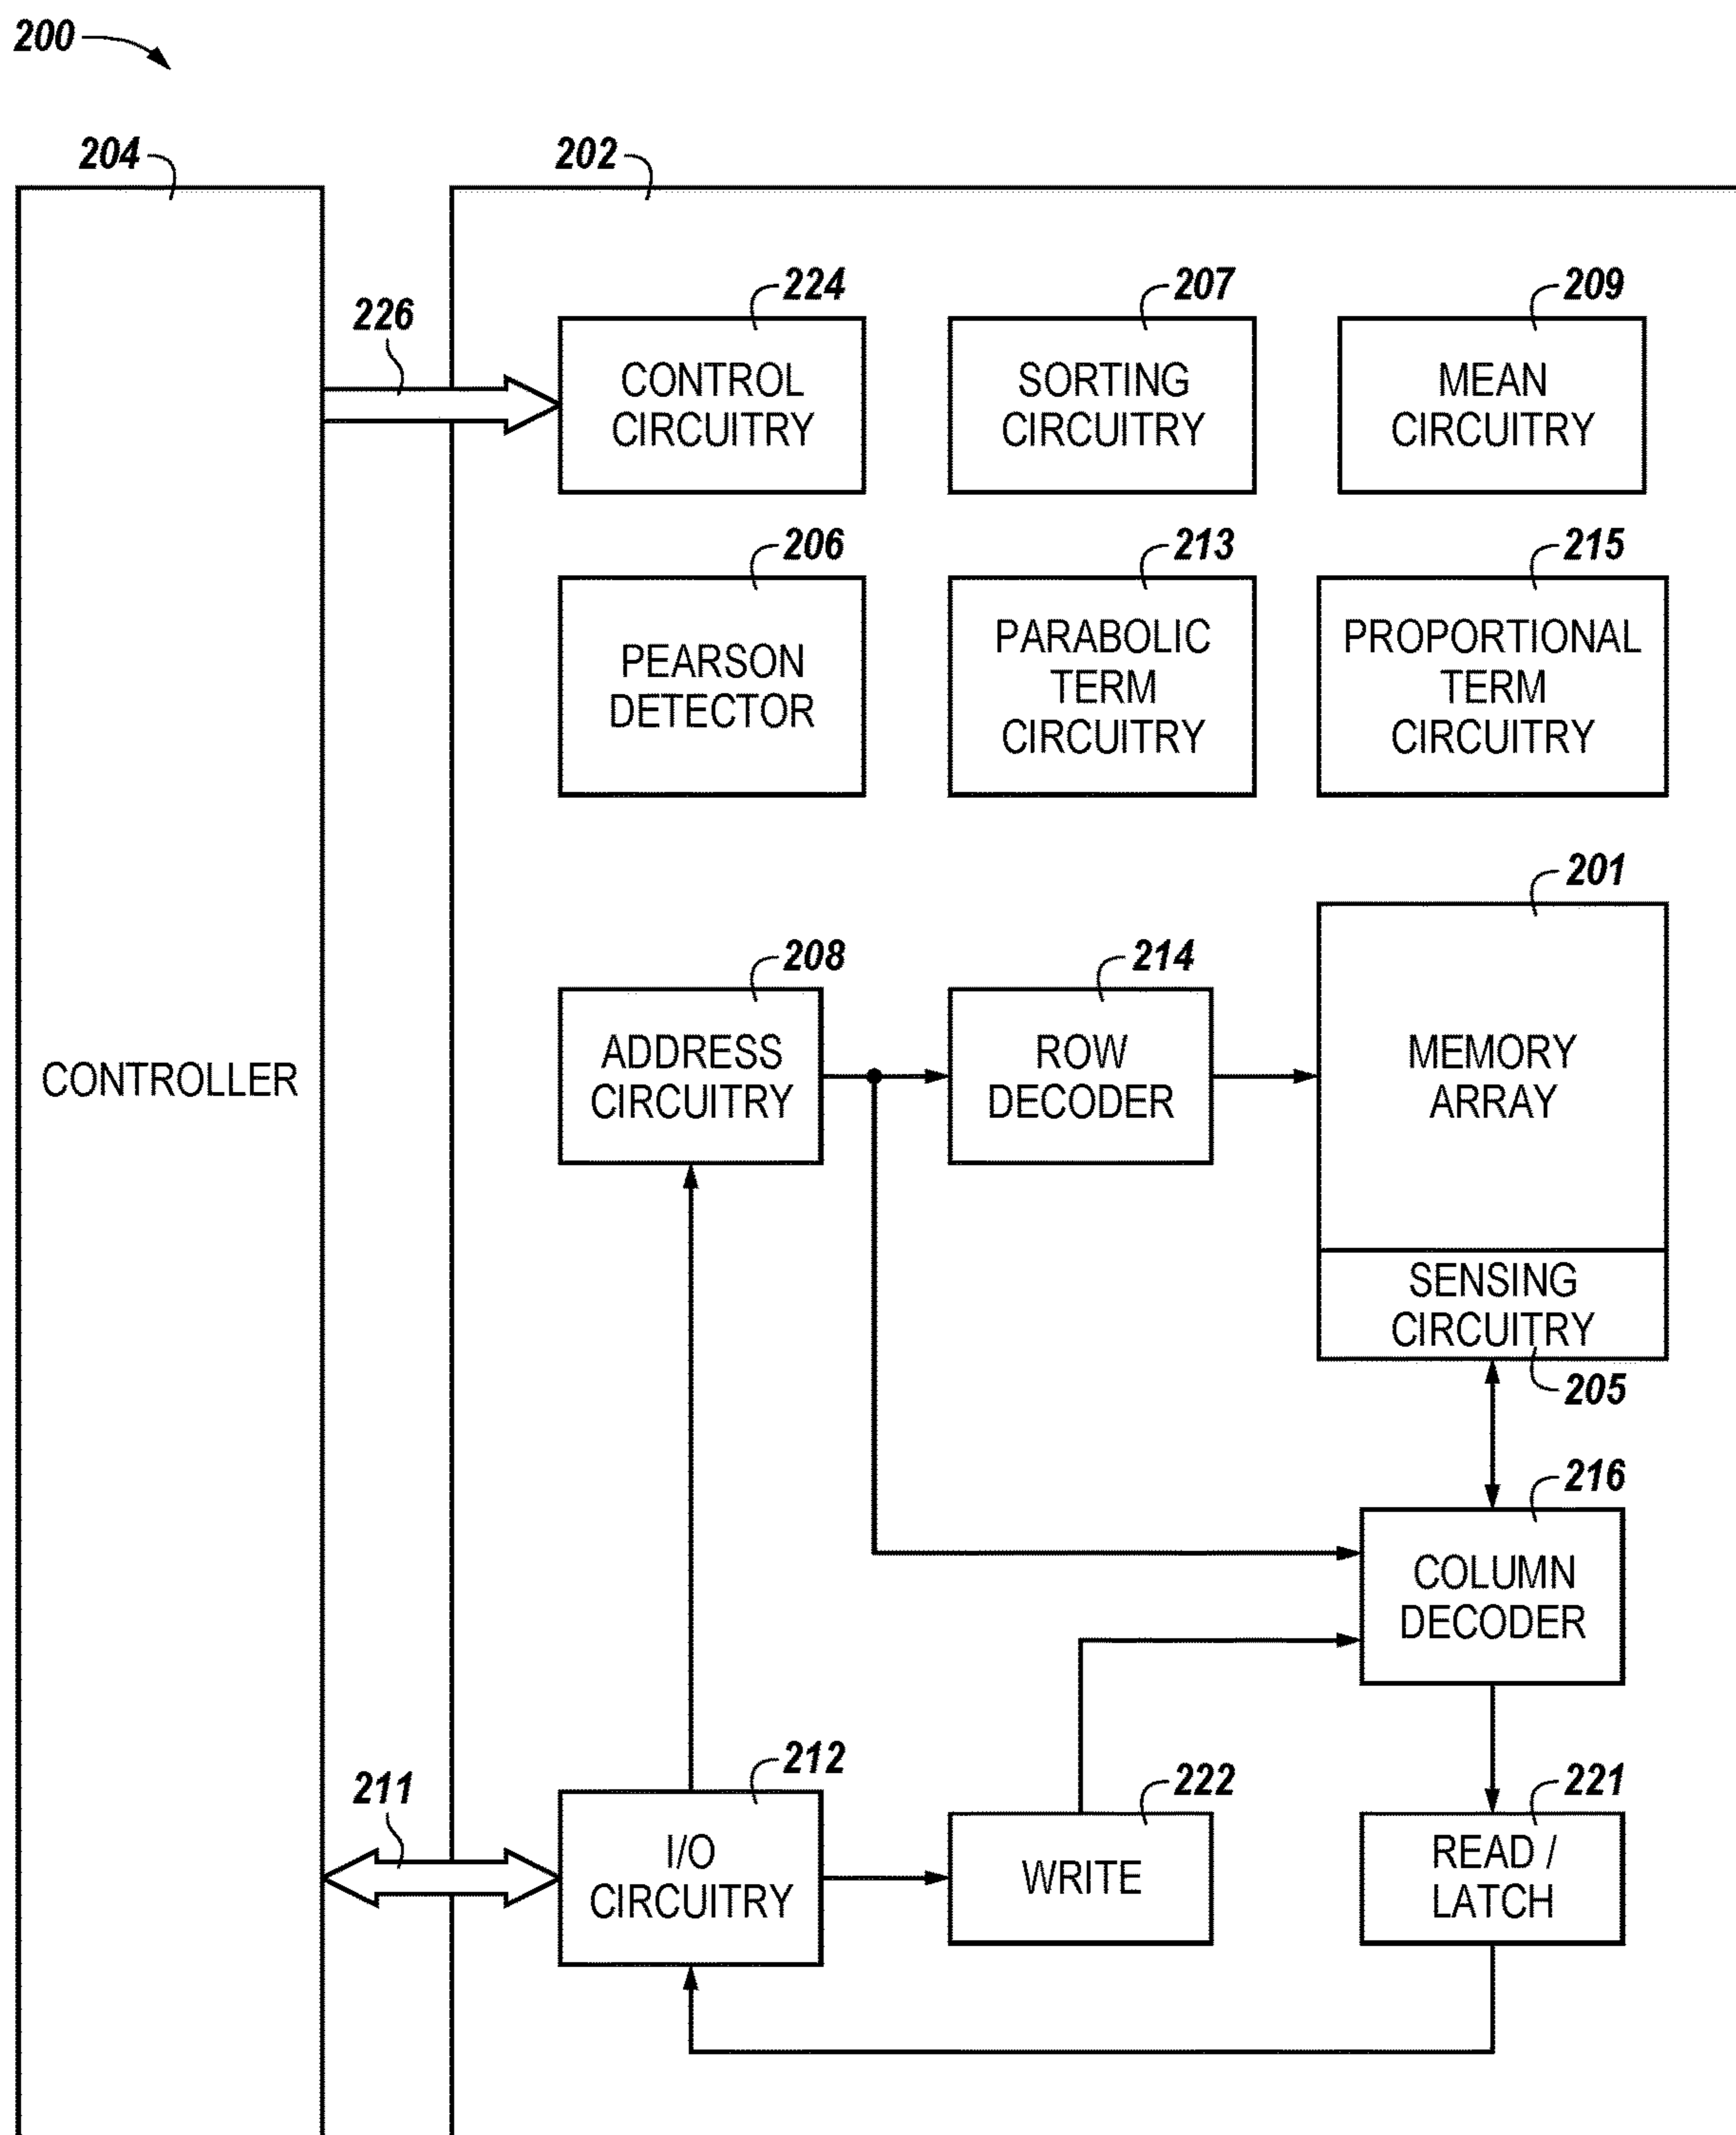 200
204
202
226
224
CONTROL
CIRCUITRY
207
SORTING
CIRCUITRY
209
MEAN
CIRCUITRY
206
PEARSON
DETECTOR
213
PARABOLIC
TERM
CIRCUITRY
215
PROPORTIONAL
TERM
CIRCUITRY
CONTROLLER
208
ADDRESS
CIRCUITRY
214
ROW
DECODER
201
MEMORY
ARRAY
SENSING
CIRCUITRY
205
216
COLUMN
DECODER
211
212
I/O
CIRCUITRY
222
WRITE
221
READ /
LATCH